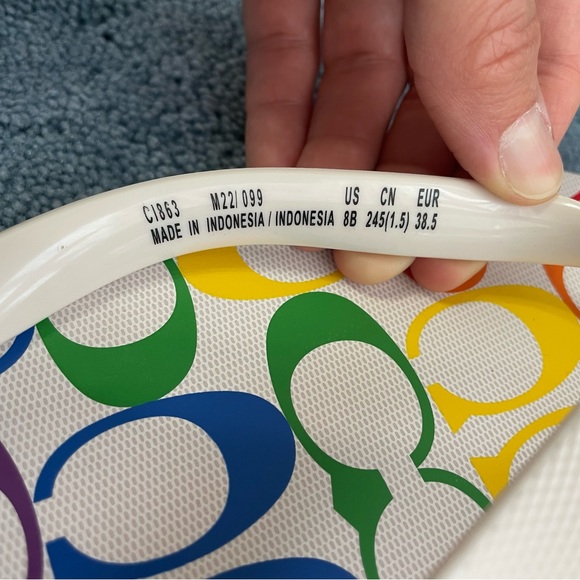 CI863 M22/ 099 US CN EUR
MADE IN INDONESIA / INDONESIA 8B 245(1.5) 38.5